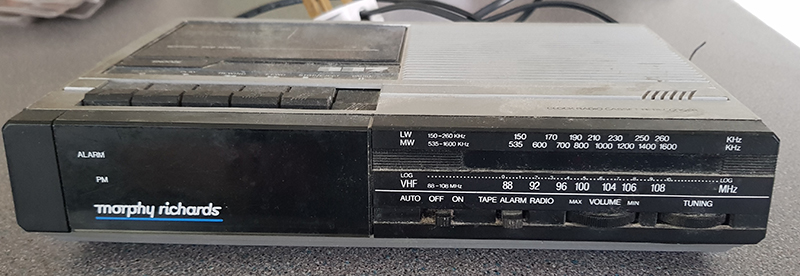 ALARM
PM
morphy richards
LW 150-260 KHz 150 170 190 210 230 250 260 KHz
MW 535-1600 KHz 535 600 700 800 1000 1200 1400 1600 KHz
LOG LOG
VHF 88-108 MHz 88 92 96 100 104 106 108 MHz
AUTO OFF ON TAPE ALARM RADIO MAX VOLUME MIN TUNING